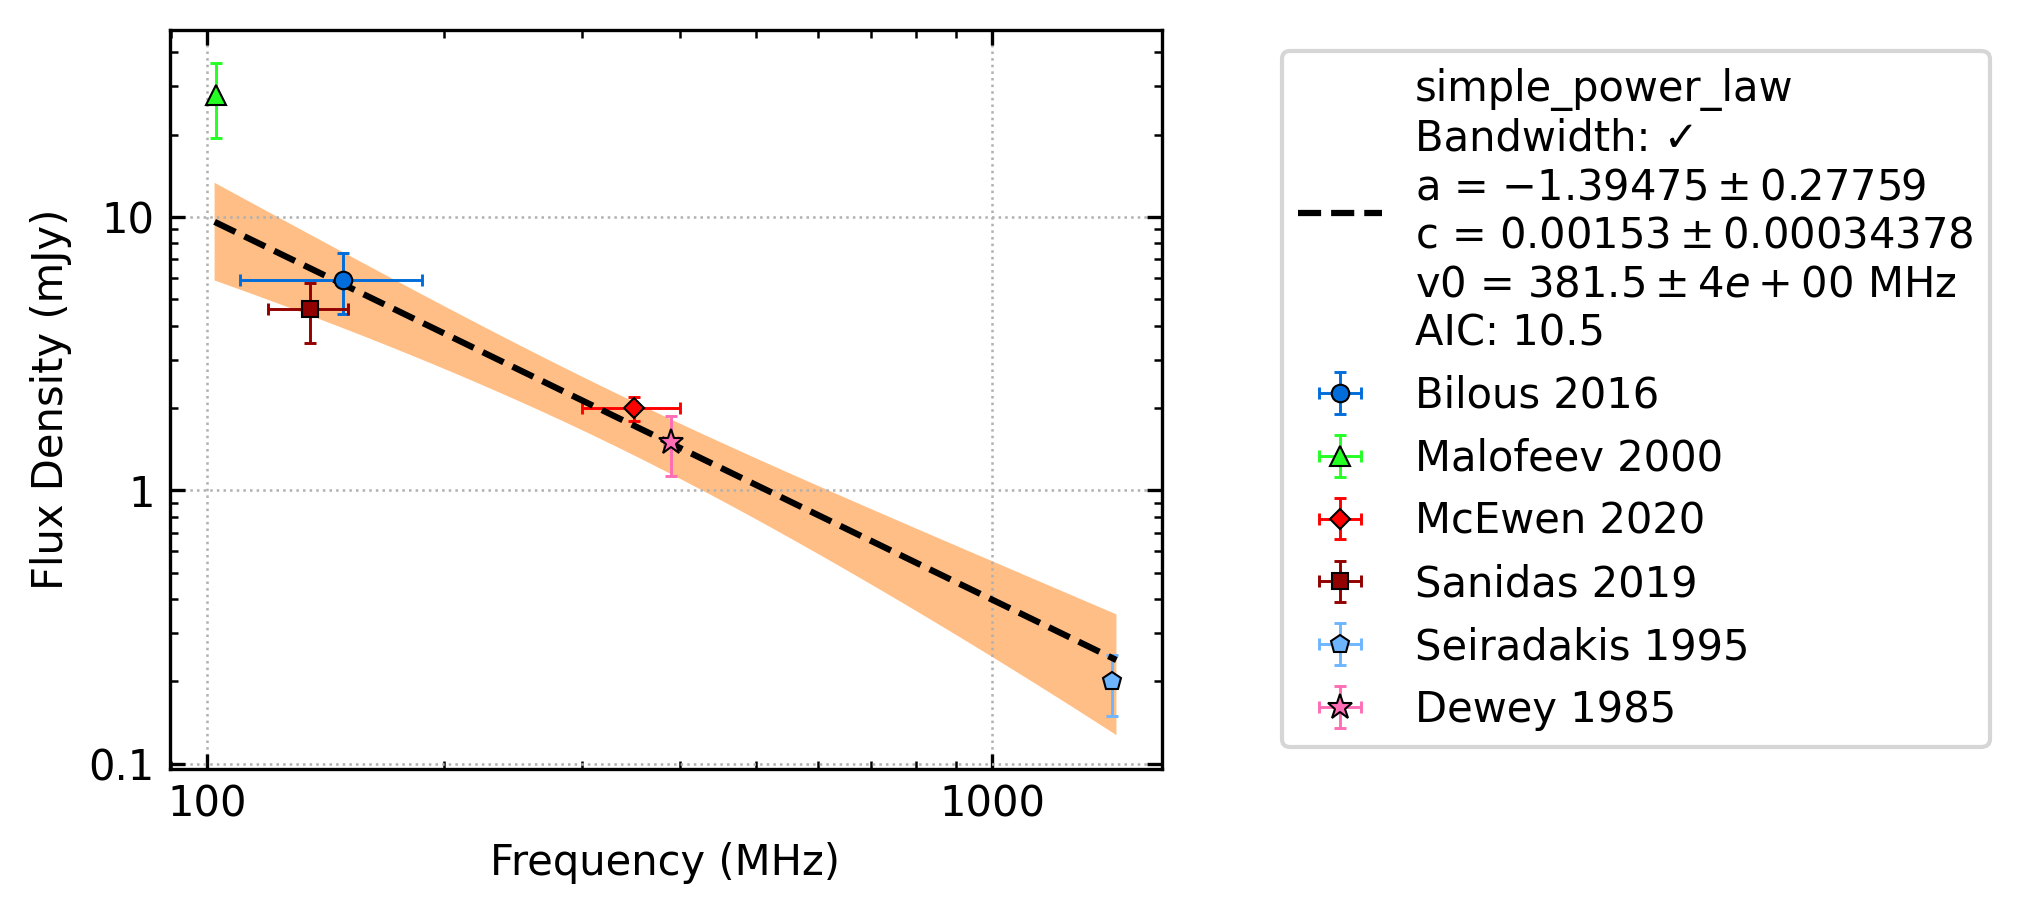 Flux Density (mJy)
10
1
0.1
100
1000
Frequency (MHz)
simple_power_law
Bandwidth: ✓
a = −1.39475 ± 0.27759
c = 0.00153 ± 0.00034378
v0 = 381.5 ± 4e + 00 MHz
AIC: 10.5
Bilous 2016
Malofeev 2000
McEwen 2020
Sanidas 2019
Seiradakis 1995
Dewey 1985